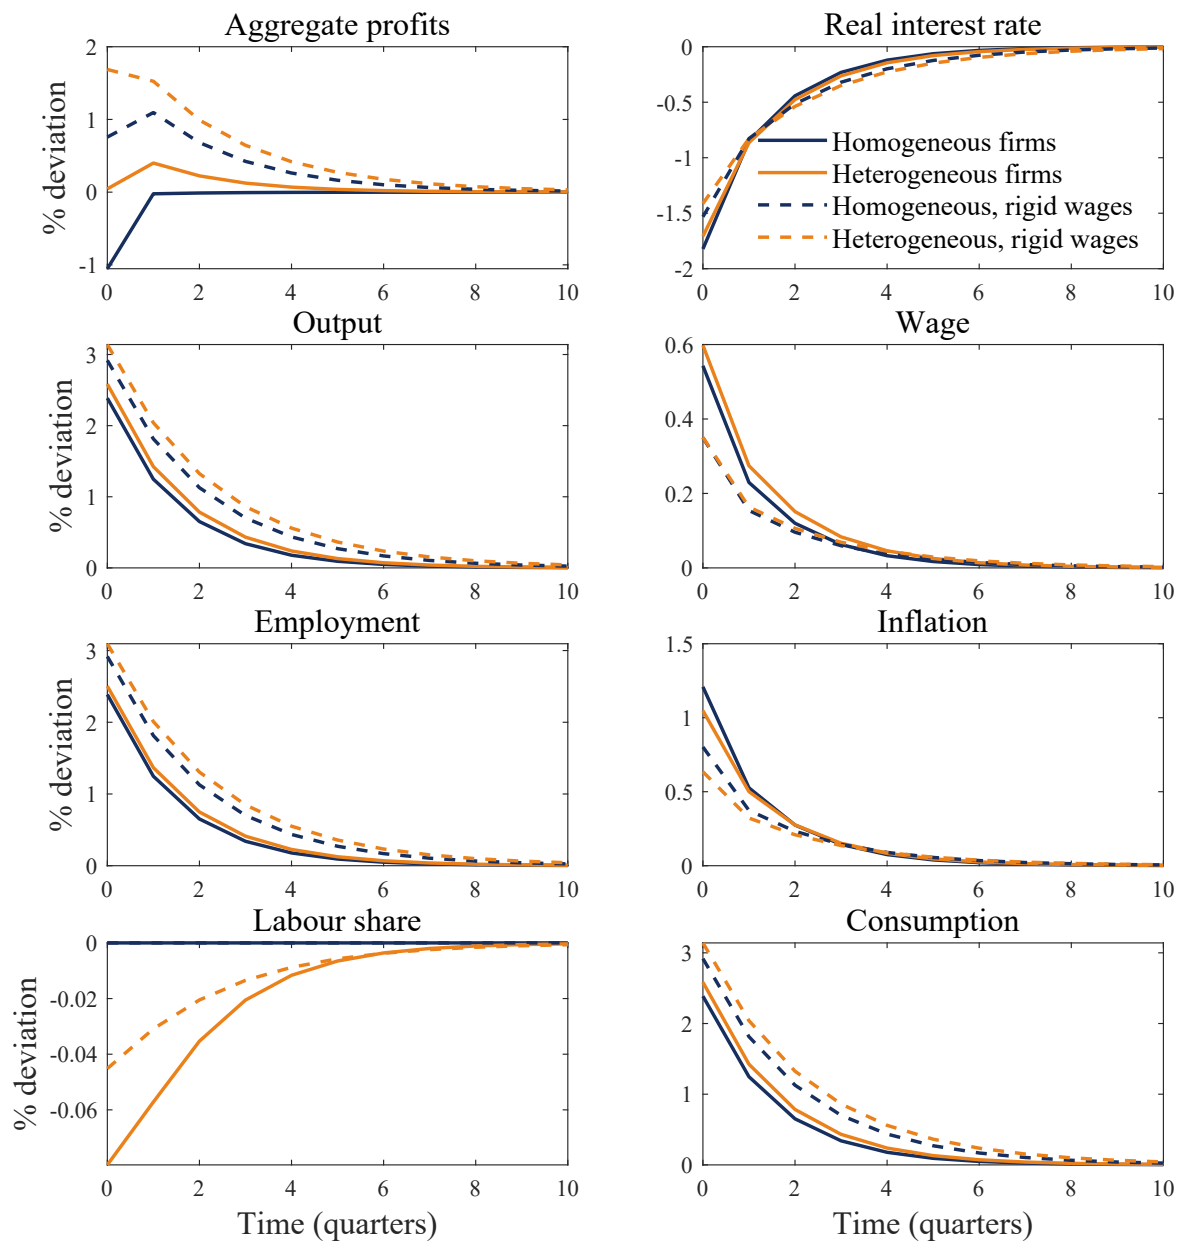 Aggregate profits
% deviation
2
1
0
-1
0 2 4 6 8 10
Real interest rate
0
-0.5
-1
-1.5
-2
Homogeneous firms
Heterogeneous firms
Homogeneous, rigid wages
Heterogeneous, rigid wages
0 2 4 6 8 10
Output
% deviation
3
2
1
0
0 2 4 6 8 10
Wage
0.6
0.4
0.2
0
0 2 4 6 8 10
Employment
% deviation
3
2
1
0
0 2 4 6 8 10
Inflation
1.5
1
0.5
0
0 2 4 6 8 10
Labour share
% deviation
0
-0.02
-0.04
-0.06
0 2 4 6 8 10
Time (quarters)
Consumption
3
2
1
0
0 2 4 6 8 10
Time (quarters)